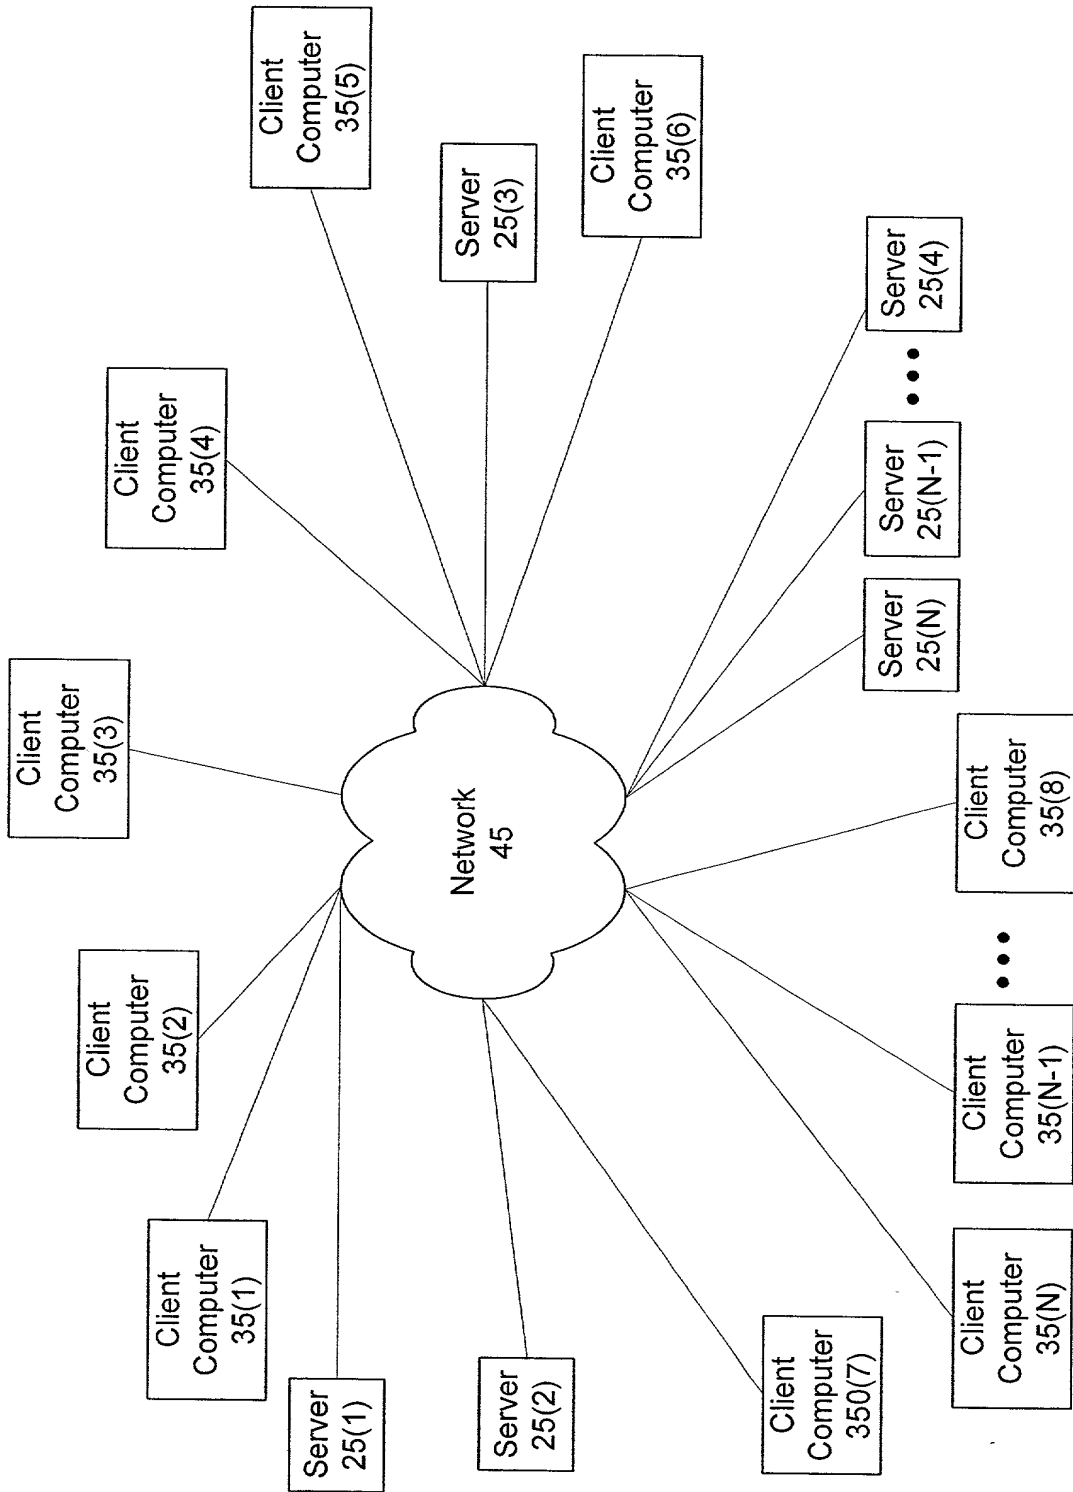 Client
Computer
35(3)
Client
Computer
35(2)
Client
Computer
35(4)
Client
Computer
35(1)
Client
Computer
35(5)
Server
25(1)
Server
25(3)
Network
45
Server
25(2)
Client
Computer
35(6)
Client
Computer
350(7)
Server
25(N)
Server
25(N-1)
•••
Server
25(4)
Client
Computer
35(N)
Client
Computer
35(N-1)
•••
Client
Computer
35(8)